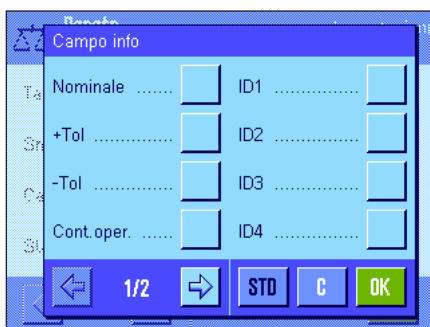 Campo info
Nominale ....... ID1 ................
+Tol ............... ID2 ................
-Tol ............... ID3 ................
Cont.oper. ...... ID4 ................
1/2 STD C OK